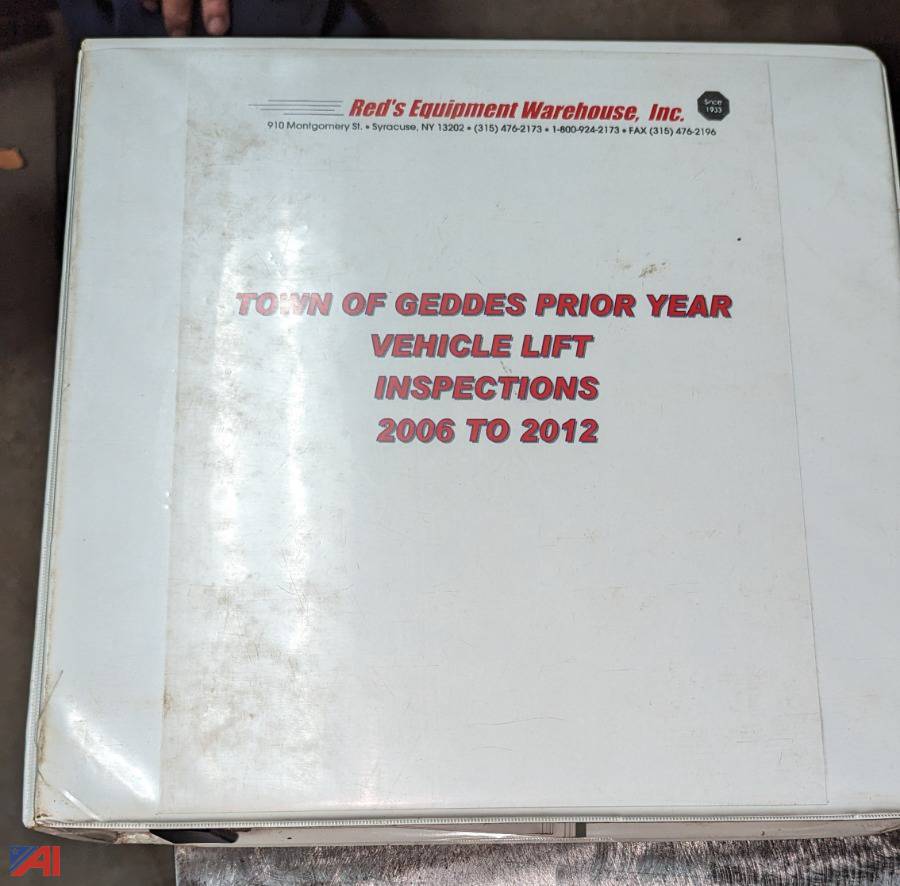 Red's Equipment Warehouse, Inc.
Since 1933
910 Montgomery St. • Syracuse, NY 13202 • (315) 476-2173 • 1-800-924-2173 • FAX (315) 476-2196
TOWN OF GEDDES PRIOR YEAR
VEHICLE LIFT
INSPECTIONS
2006 TO 2012
AI